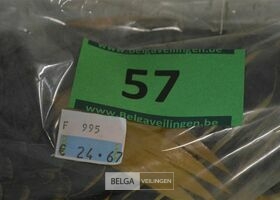 www.Belgaveilingen.be
57
www.Belgaveilingen.be
F 995
€ 24.67
BELGA VEILINGEN